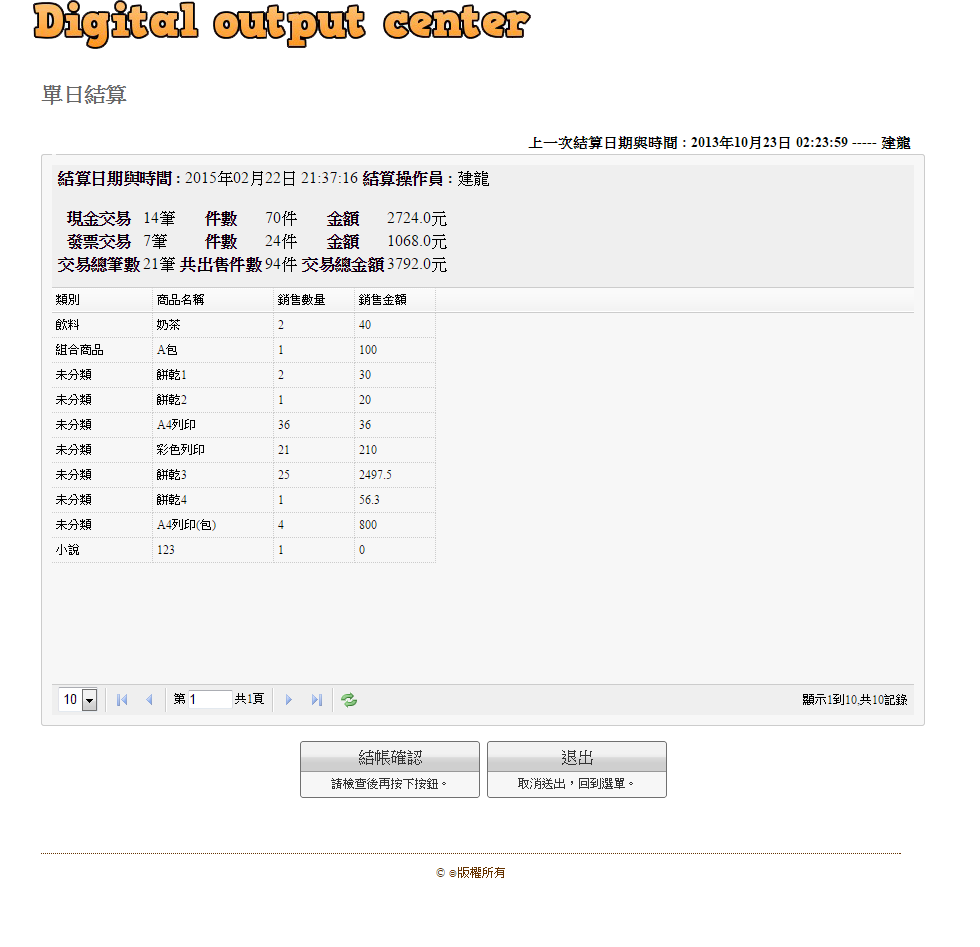 Digital output center
單日結算
上一次結算日期與時間 : 2013年10月23日 02:23:59 ----- 建龍
結算日期與時間 : 2015年02月22日 21:37:16 結算操作員 : 建龍
現金交易 14筆 件數 70件 金額 2724.0元
發票交易 7筆 件數 24件 金額 1068.0元
交易總筆數 21筆 共出售件數 94件 交易總金額 3792.0元
類別 商品名稱 銷售數量 銷售金額
飲料 奶茶 2 40
組合商品 A包 1 100
未分類 餅乾1 2 30
未分類 餅乾2 1 20
未分類 A4列印 36 36
未分類 彩色列印 21 210
未分類 餅乾3 25 2497.5
未分類 餅乾4 1 56.3
未分類 A4列印(包) 4 800
小說 123 1 0
10 第 1 共1頁 顯示1到10,共10記錄
結帳確認 退出
請檢查後再按下按鈕。 取消送出，回到選單。
© @版權所有